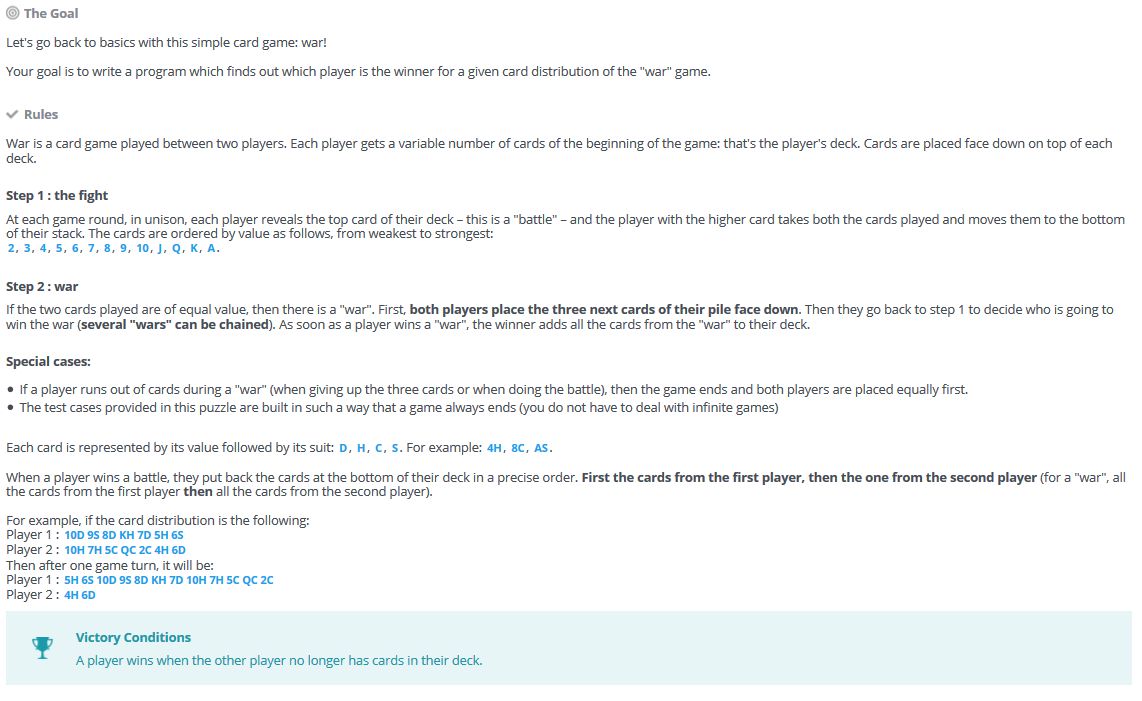 The Goal
Let's go back to basics with this simple card game: war!
Your goal is to write a program which finds out which player is the winner for a given card distribution of the "war" game.
Rules
War is a card game played between two players. Each player gets a variable number of cards of the beginning of the game: that's the player's deck. Cards are placed face down on top of each
deck.
Step 1 : the fight
At each game round, in unison, each player reveals the top card of their deck – this is a "battle" – and the player with the higher card takes both the cards played and moves them to the bottom
of their stack. The cards are ordered by value as follows, from weakest to strongest:
2, 3, 4, 5, 6, 7, 8, 9, 10, J, Q, K, A.
Step 2 : war
If the two cards played are of equal value, then there is a "war". First, both players place the three next cards of their pile face down. Then they go back to step 1 to decide who is going to
win the war (several "wars" can be chained). As soon as a player wins a "war", the winner adds all the cards from the "war" to their deck.
Special cases:
• If a player runs out of cards during a "war" (when giving up the three cards or when doing the battle), then the game ends and both players are placed equally first.
• The test cases provided in this puzzle are built in such a way that a game always ends (you do not have to deal with infinite games)
Each card is represented by its value followed by its suit: D, H, C, S. For example: 4H, 8C, AS.
When a player wins a battle, they put back the cards at the bottom of their deck in a precise order. First the cards from the first player, then the one from the second player (for a "war", all
the cards from the first player then all the cards from the second player).
For example, if the card distribution is the following:
Player 1 : 10D 9S 8D KH 7D 5H 6S
Player 2 : 10H 7H 5C QC 2C 4H 6D
Then after one game turn, it will be:
Player 1 : 5H 6S 10D 9S 8D KH 7D 10H 7H 5C QC 2C
Player 2 : 4H 6D
Victory Conditions
A player wins when the other player no longer has cards in their deck.